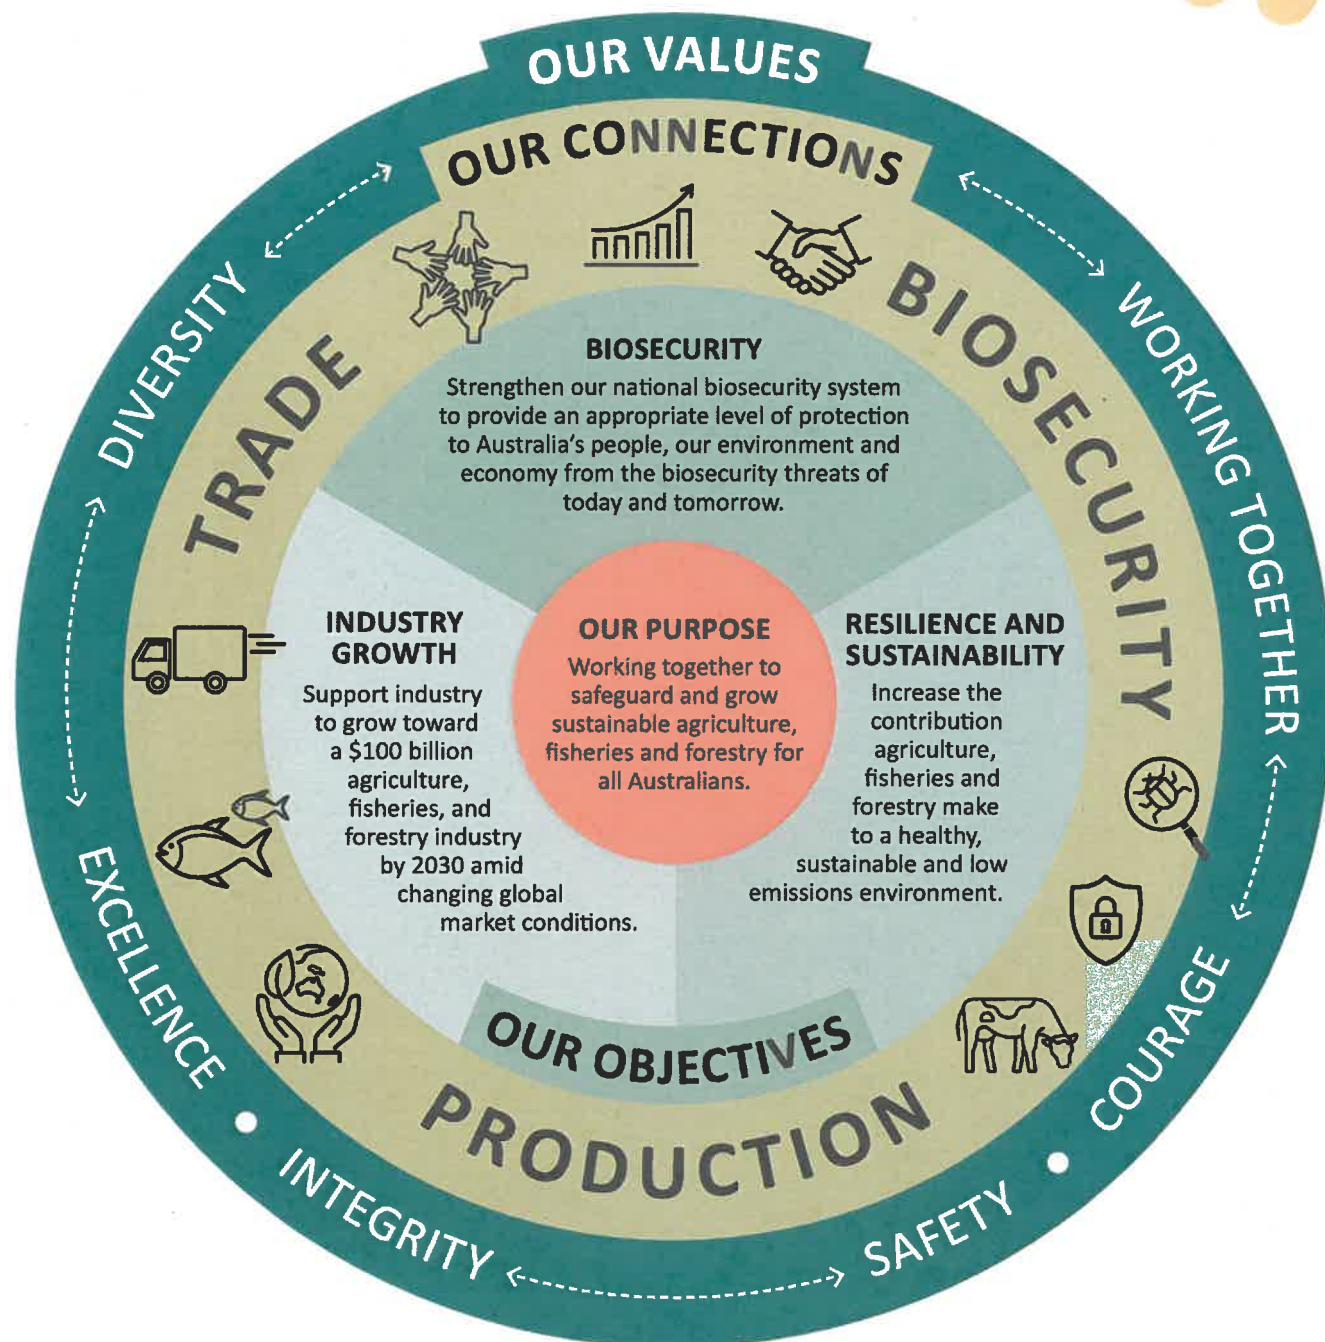 OUR VALUES
OUR CONNECTIONS
DIVERSITY
WORKING TOGETHER
TRADE
BIOSECURITY
BIOSECURITY
Strengthen our national biosecurity system
to provide an appropriate level of protection
to Australia's people, our environment and
economy from the biosecurity threats of
today and tomorrow.
INDUSTRY
GROWTH
Support industry
to grow toward
a $100 billion
agriculture,
fisheries, and
forestry industry
by 2030 amid
changing global
market conditions.
OUR PURPOSE
Working together to
safeguard and grow
sustainable agriculture,
fisheries and forestry for
all Australians.
RESILIENCE AND
SUSTAINABILITY
Increase the
contribution
agriculture,
fisheries and
forestry make
to a healthy,
sustainable and low
emissions environment.
OUR OBJECTIVES
PRODUCTION
EXCELLENCE
COURAGE
INTEGRITY
SAFETY